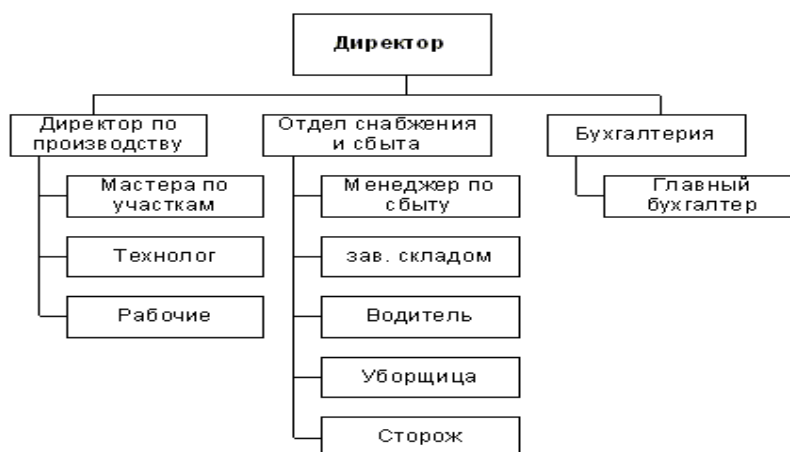 Директор
Директор по
производству
Мастера по
участкам
Технолог
Рабочие
Отдел снабжения
и сбыта
Менеджер по
сбыту
зав. складом
Водитель
Уборщица
Сторож
Бухгалтерия
Главный
бухгалтер